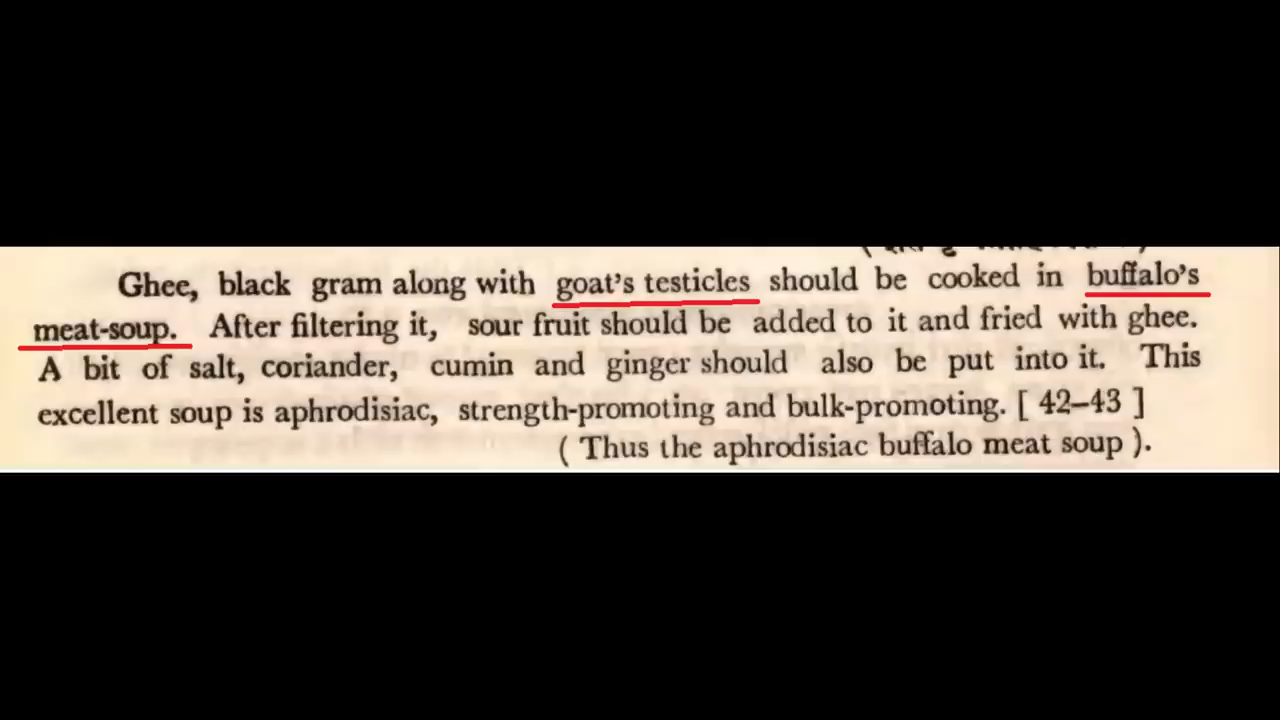 Ghee, black gram along with goat's testicles should be cooked in buffalo's
meat-soup. After filtering it, sour fruit should be added to it and fried with ghee.
A bit of salt, coriander, cumin and ginger should also be put into it. This
excellent soup is aphrodisiac, strength-promoting and bulk-promoting. [ 42–43 ]
( Thus the aphrodisiac buffalo meat soup ).